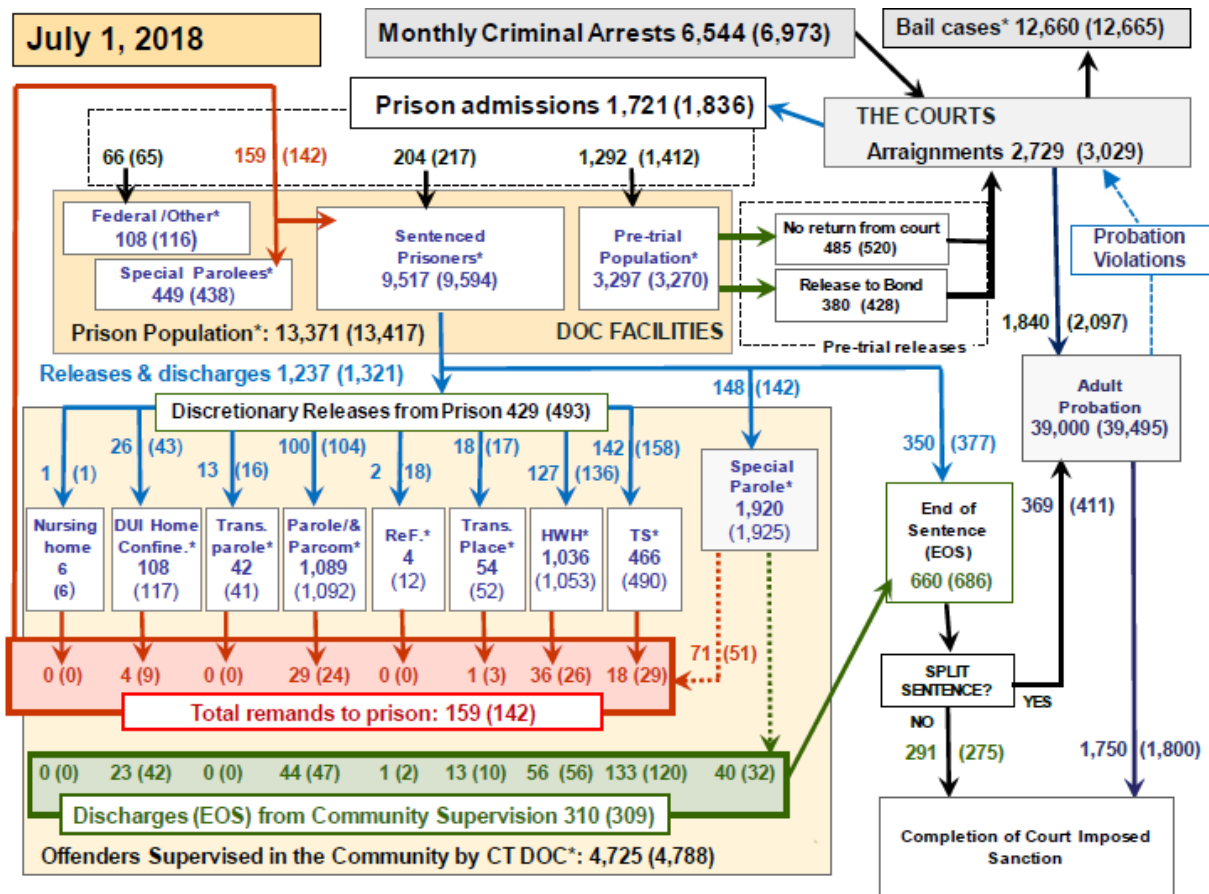 July 1, 2018
Monthly Criminal Arrests 6,544 (6,973)
Bail cases* 12,660 (12,665)
Prison admissions 1,721 (1,836)
THE COURTS
Arraignments 2,729 (3,029)
66 (65)
159 (142)
204 (217)
1,292 (1,412)
Federal /Other*
108 (116)
Special Parolees*
449 (438)
Sentenced
Prisoners*
9,517 (9,594)
Pre-trial
Population*
3,297 (3,270)
No return from court
485 (520)
Release to Bond
380 (428)
Pre-trial releases
Probation
Violations
Prison Population*: 13,371 (13,417)
DOC FACILITIES
1,840 (2,097)
Releases & discharges 1,237 (1,321)
148 (142)
Adult
Probation
39,000 (39,495)
Discretionary Releases from Prison 429 (493)
350 (377)
1 (1)
26 (43)
13 (16)
100 (104)
2 (18)
18 (17)
127 (136)
142 (158)
Special
Parole*
1,920
(1,925)
369 (411)
Nursing
home
6
(6)
DUI Home
Confine.*
108
(117)
Trans.
parole*
42
(41)
Parole/&
Parcom*
1,089
(1,092)
ReF.*
4
(12)
Trans.
Place*
54
(52)
HWH*
1,036
(1,053)
TS*
466
(490)
End of
Sentence
(EOS)
660 (686)
0 (0) 4 (9) 0 (0) 29 (24) 0 (0) 1 (3) 36 (26) 18 (29)
71 (51)
Total remands to prison: 159 (142)
SPLIT
SENTENCE?
YES
NO
291 (275)
1,750 (1,800)
0 (0) 23 (42) 0 (0) 44 (47) 1 (2) 13 (10) 56 (56) 133 (120) 40 (32)
Discharges (EOS) from Community Supervision 310 (309)
Offenders Supervised in the Community by CT DOC*: 4,725 (4,788)
Completion of Court Imposed
Sanction